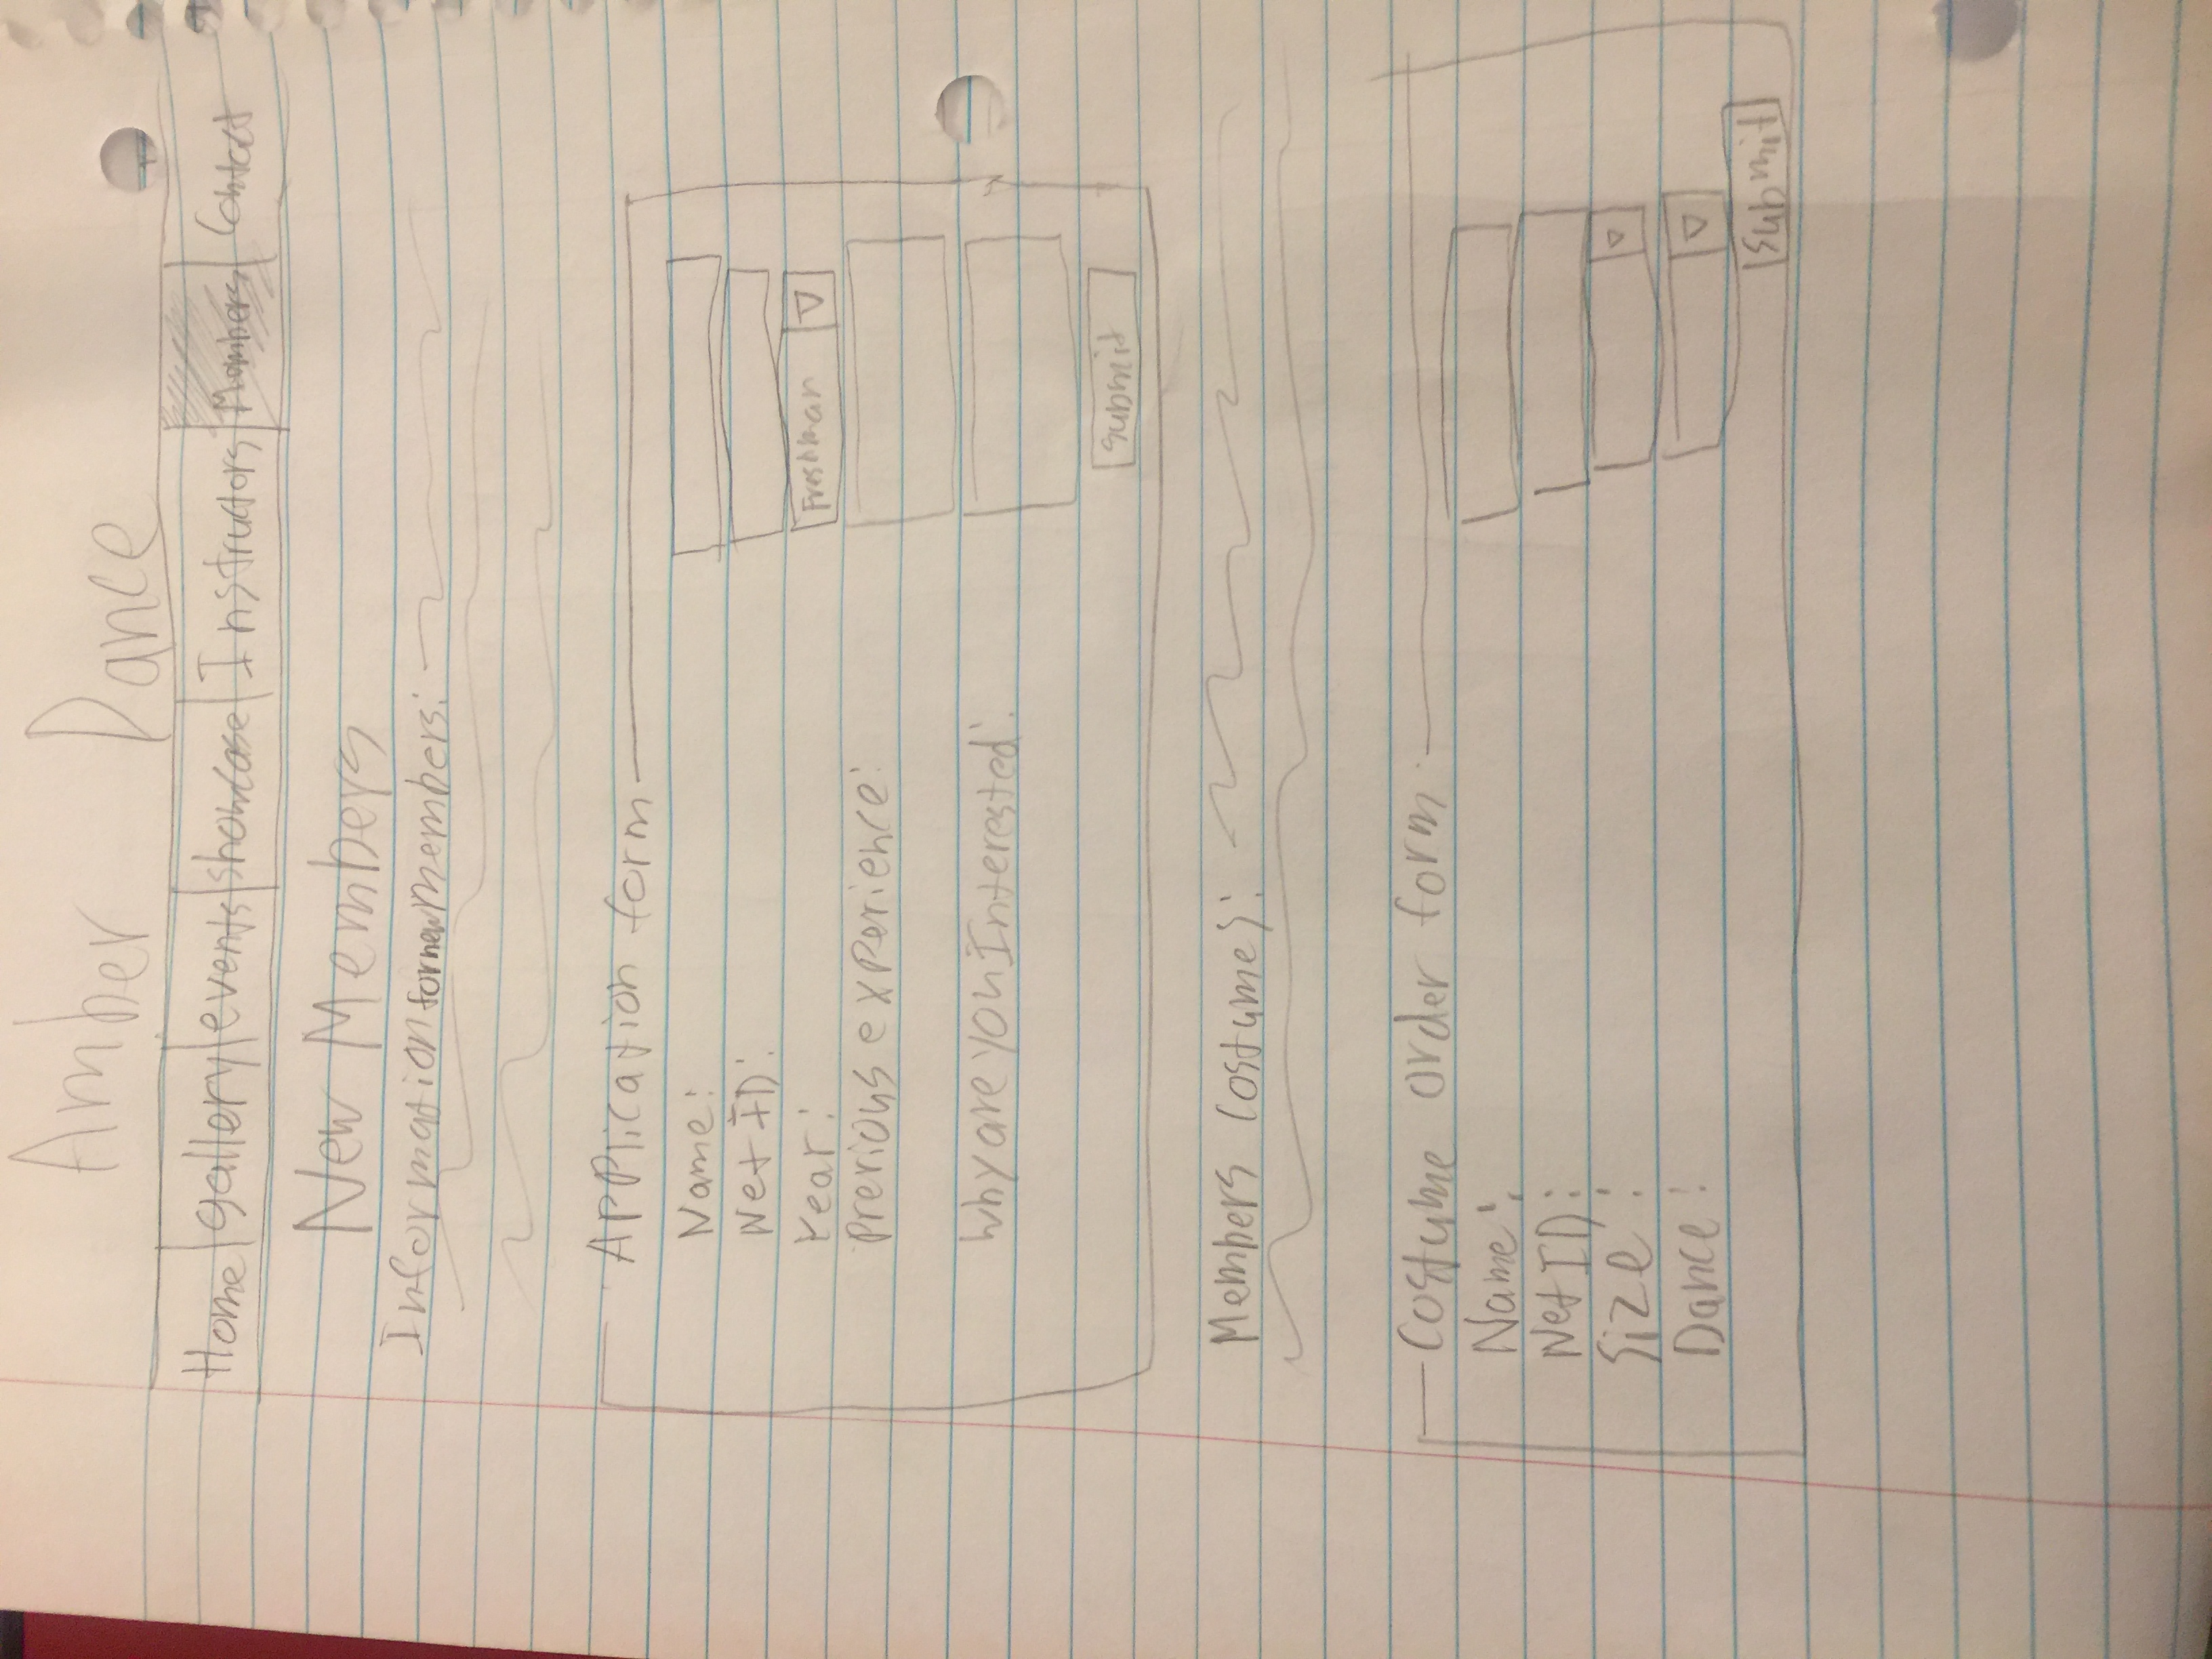 Amber Dance
Home gallery events showcase Instructors Members Contact
New Members
Information for new members:
Application form
Name:
Net ID:
Year: Freshman
Previous experience:
Why are you Interested:
submit
Members Costumes:
Costume order form
Name:
Net ID:
Size:
Dance:
submit